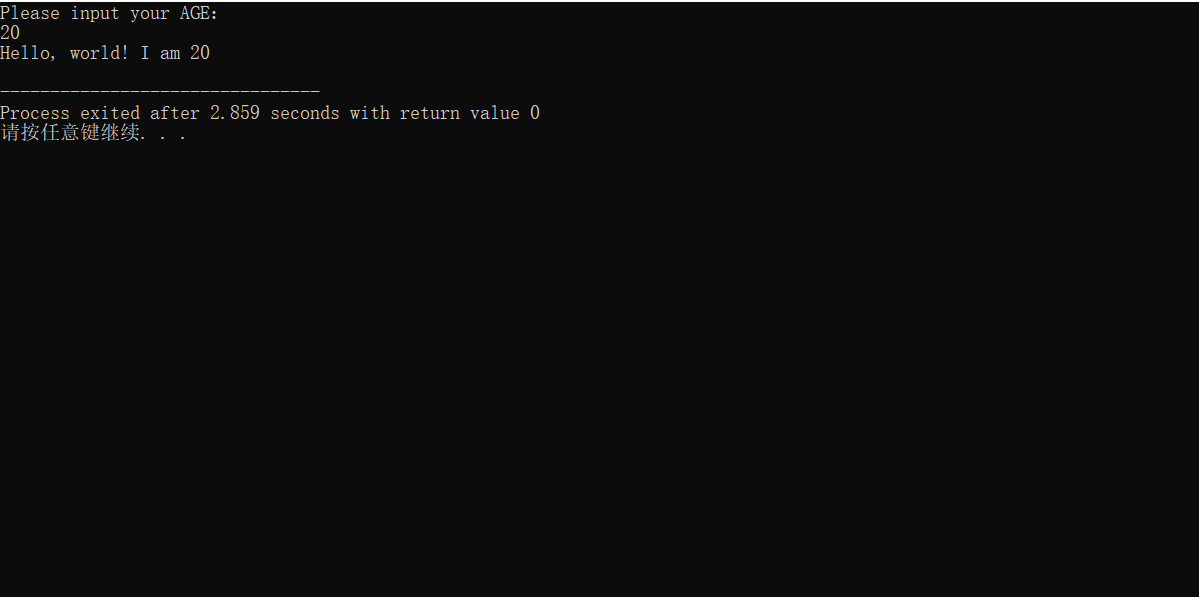 Please input your AGE:
20
Hello, world! I am 20
--------------------------------
Process exited after 2.859 seconds with return value 0
请按任意键继续. . .